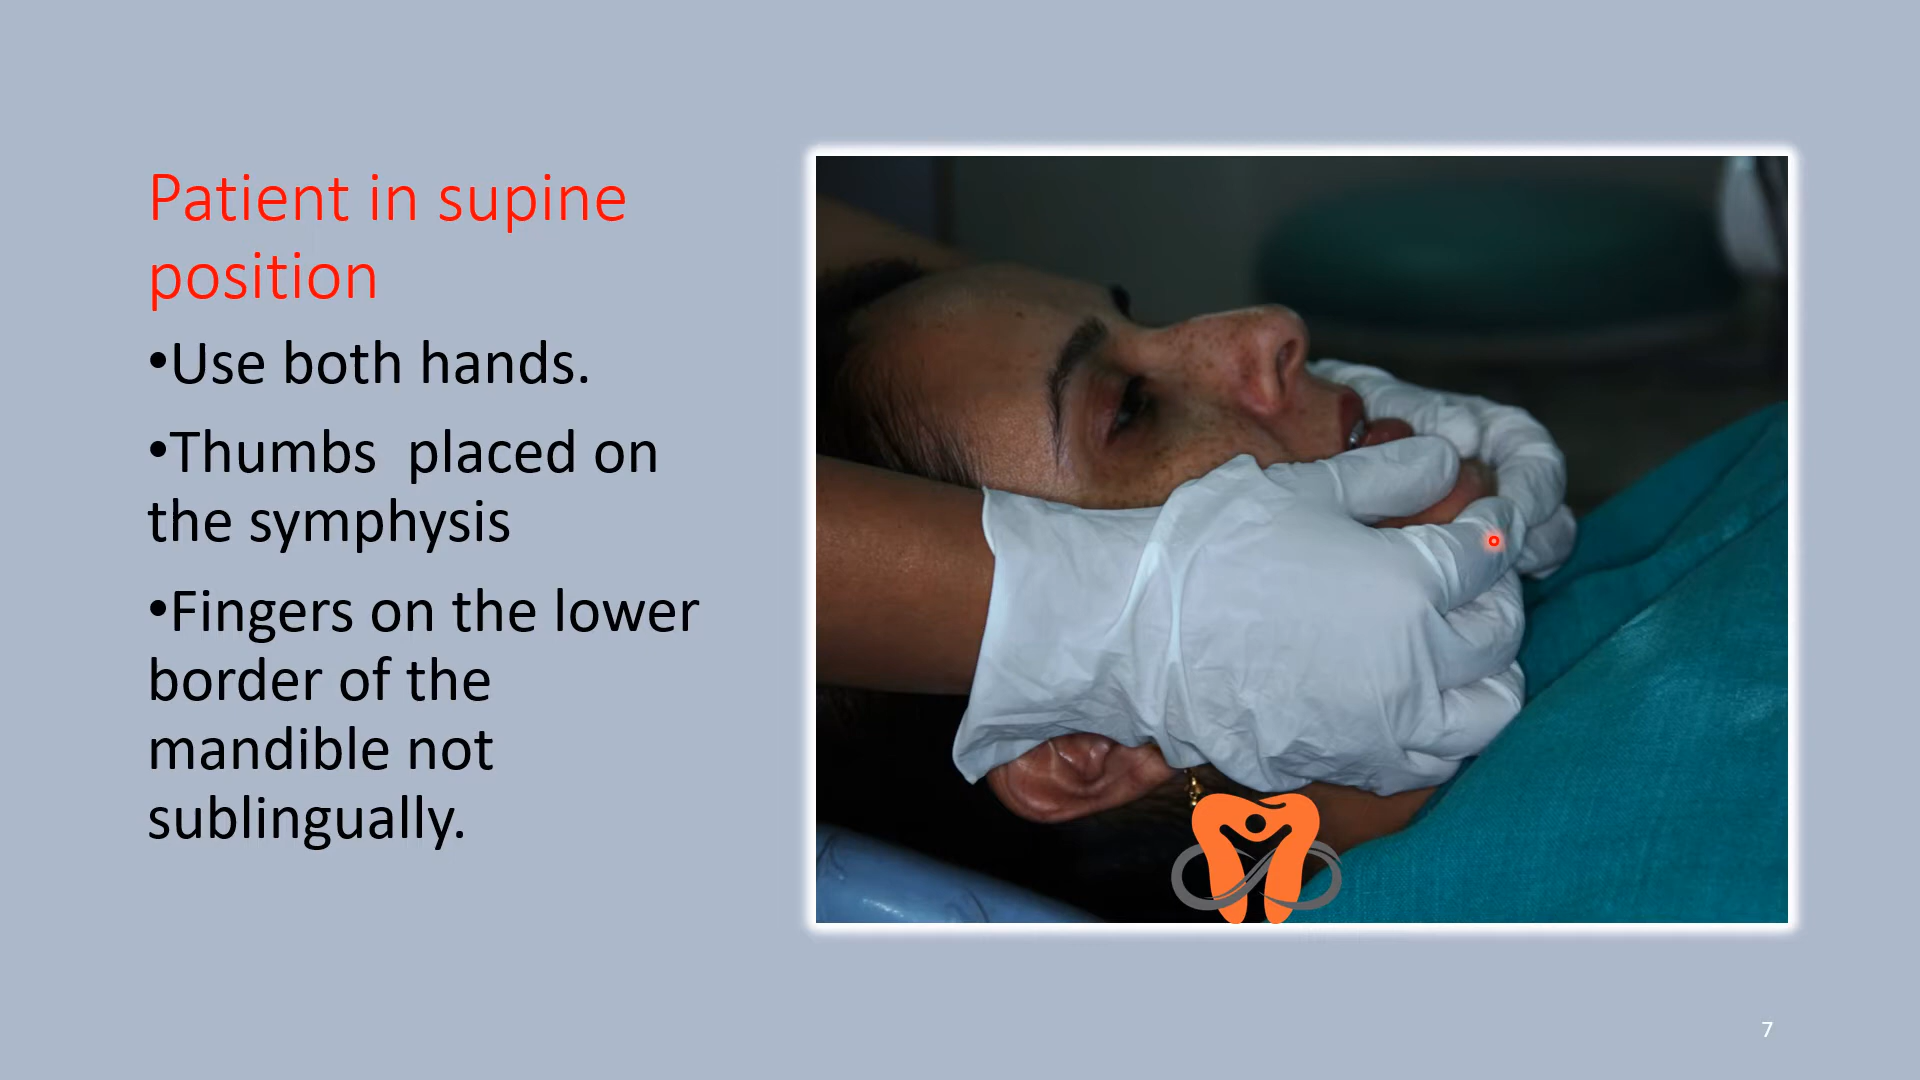 Patient in supine
position
•Use both hands.
•Thumbs  placed on
the symphysis
•Fingers on the lower
border of the
mandible not
sublingually.
7